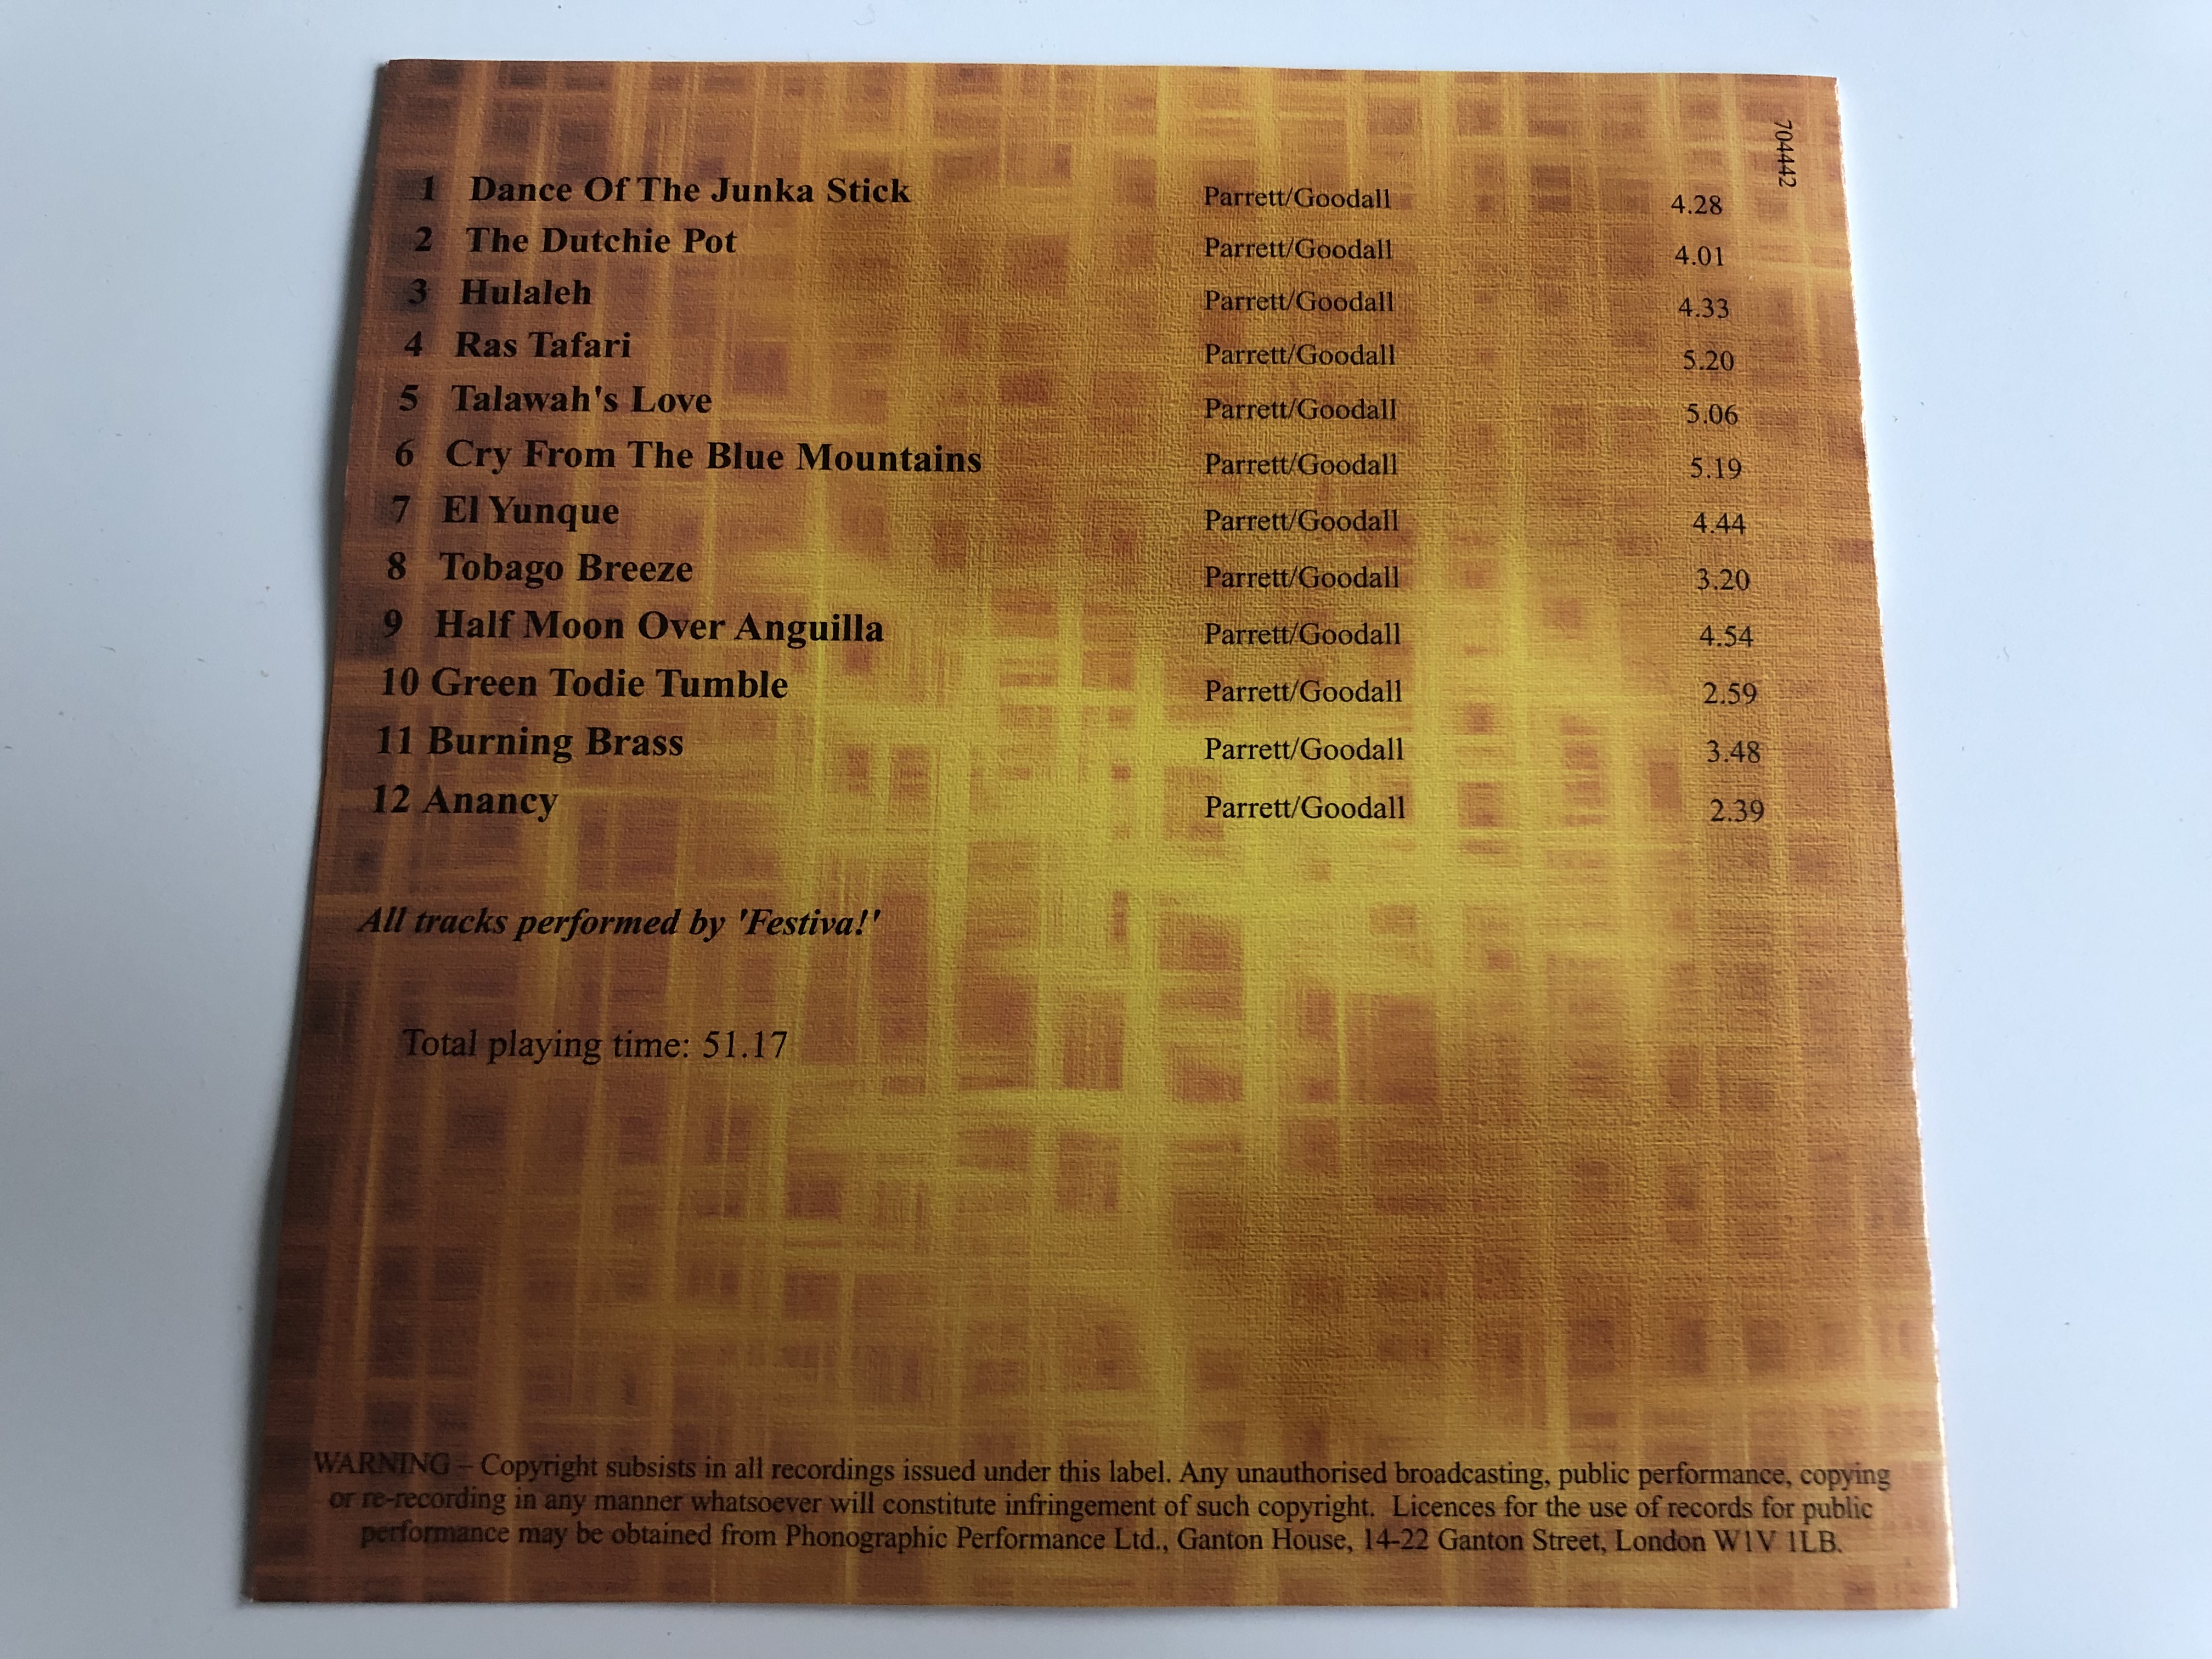 704442
1 Dance Of The Junka Stick Parrett/Goodall 4.28
2 The Dutchie Pot Parrett/Goodall 4.01
3 Hulaleh Parrett/Goodall 4.33
4 Ras Tafari Parrett/Goodall 5.20
5 Talawah's Love Parrett/Goodall 5.06
6 Cry From The Blue Mountains Parrett/Goodall 5.19
7 El Yunque Parrett/Goodall 4.44
8 Tobago Breeze Parrett/Goodall 3.20
9 Half Moon Over Anguilla Parrett/Goodall 4.54
10 Green Todie Tumble Parrett/Goodall 2.59
11 Burning Brass Parrett/Goodall 3.48
12 Anancy Parrett/Goodall 2.39
All tracks performed by 'Festiva!'
Total playing time: 51.17
WARNING – Copyright subsists in all recordings issued under this label. Any unauthorised broadcasting, public performance, copying
or re-recording in any manner whatsoever will constitute infringement of such copyright. Licences for the use of records for public
performance may be obtained from Phonographic Performance Ltd., Ganton House, 14-22 Ganton Street, London W1V 1LB.